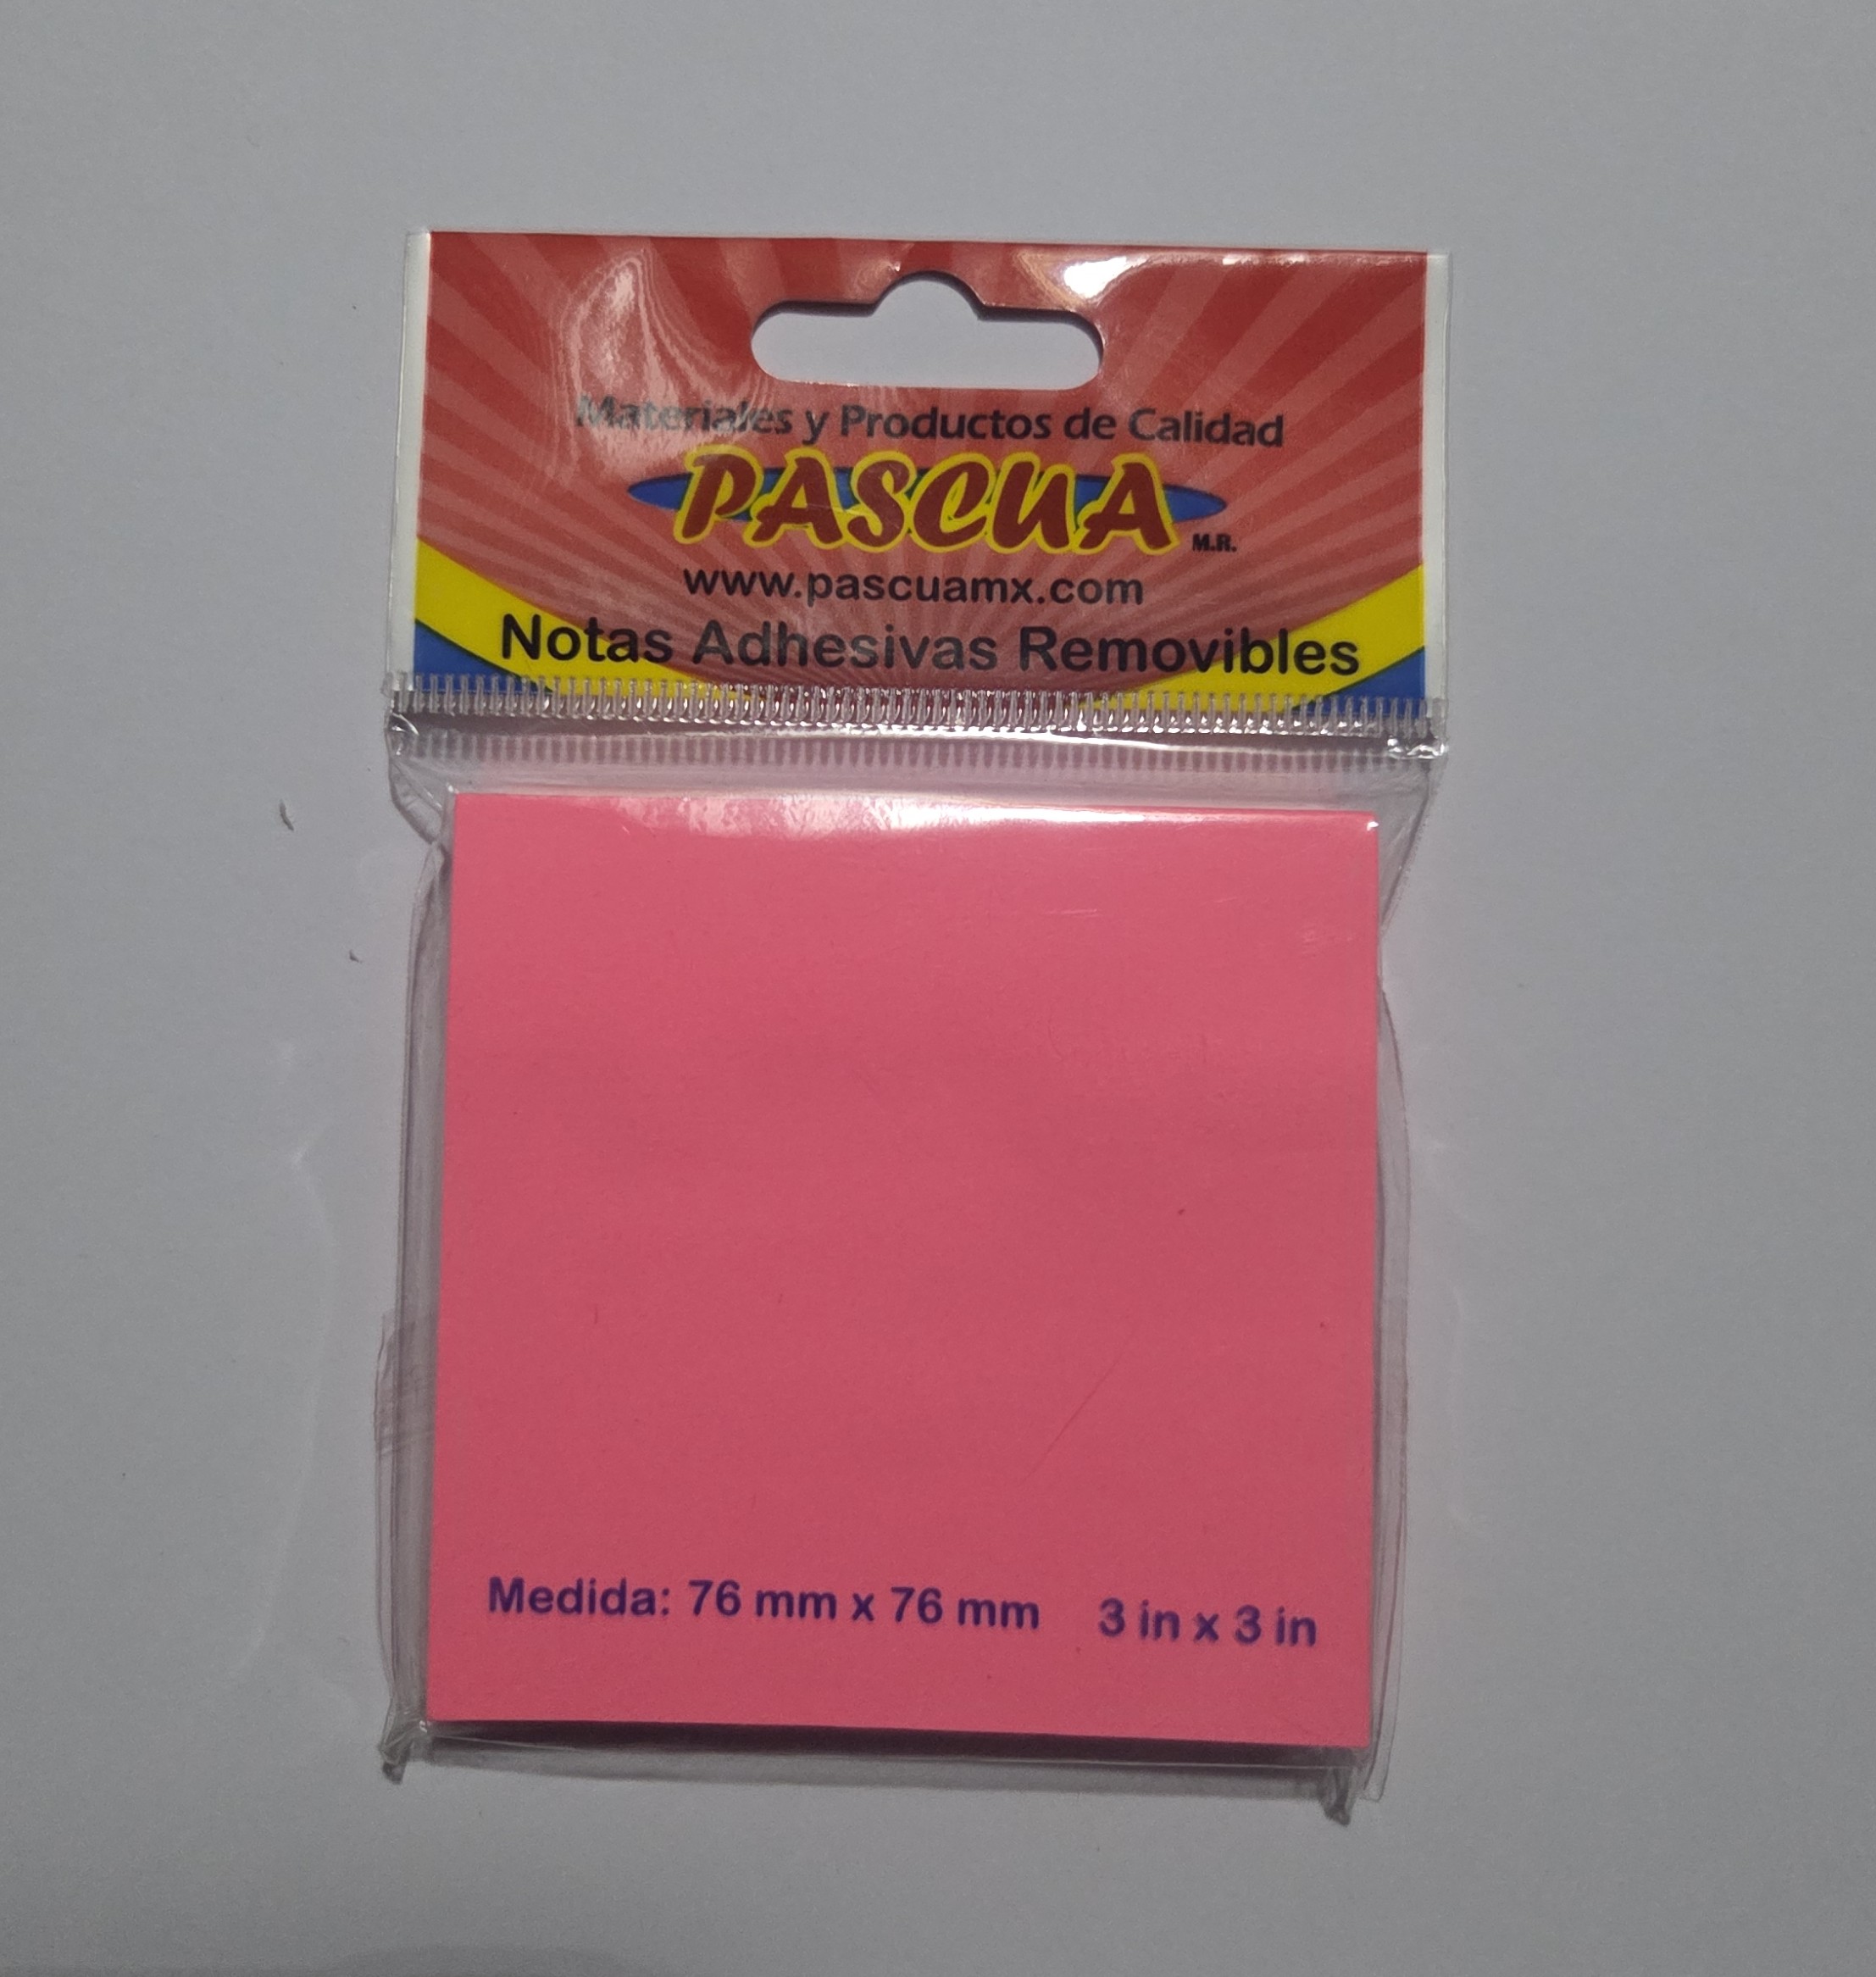 Materiales y Productos de Calidad
PASCUA M.R.
www.pascuamx.com
Notas Adhesivas Removibles
Medida: 76 mm x 76 mm 3 in x 3 in